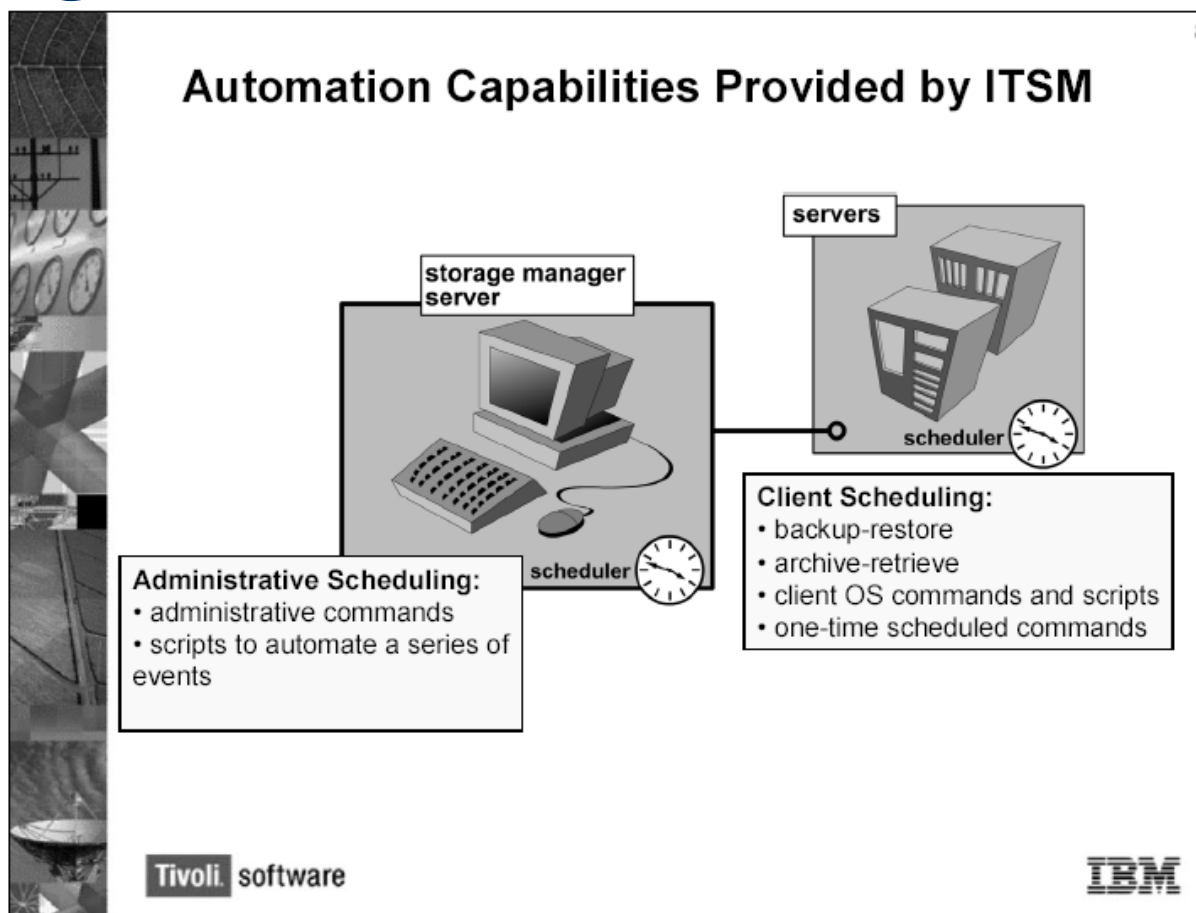 Automation Capabilities Provided by ITSM
servers
storage manager
server
scheduler
scheduler
Client Scheduling:
• backup-restore
• archive-retrieve
• client OS commands and scripts
• one-time scheduled commands
Administrative Scheduling:
• administrative commands
• scripts to automate a series of
events
Tivoli. software
IBM